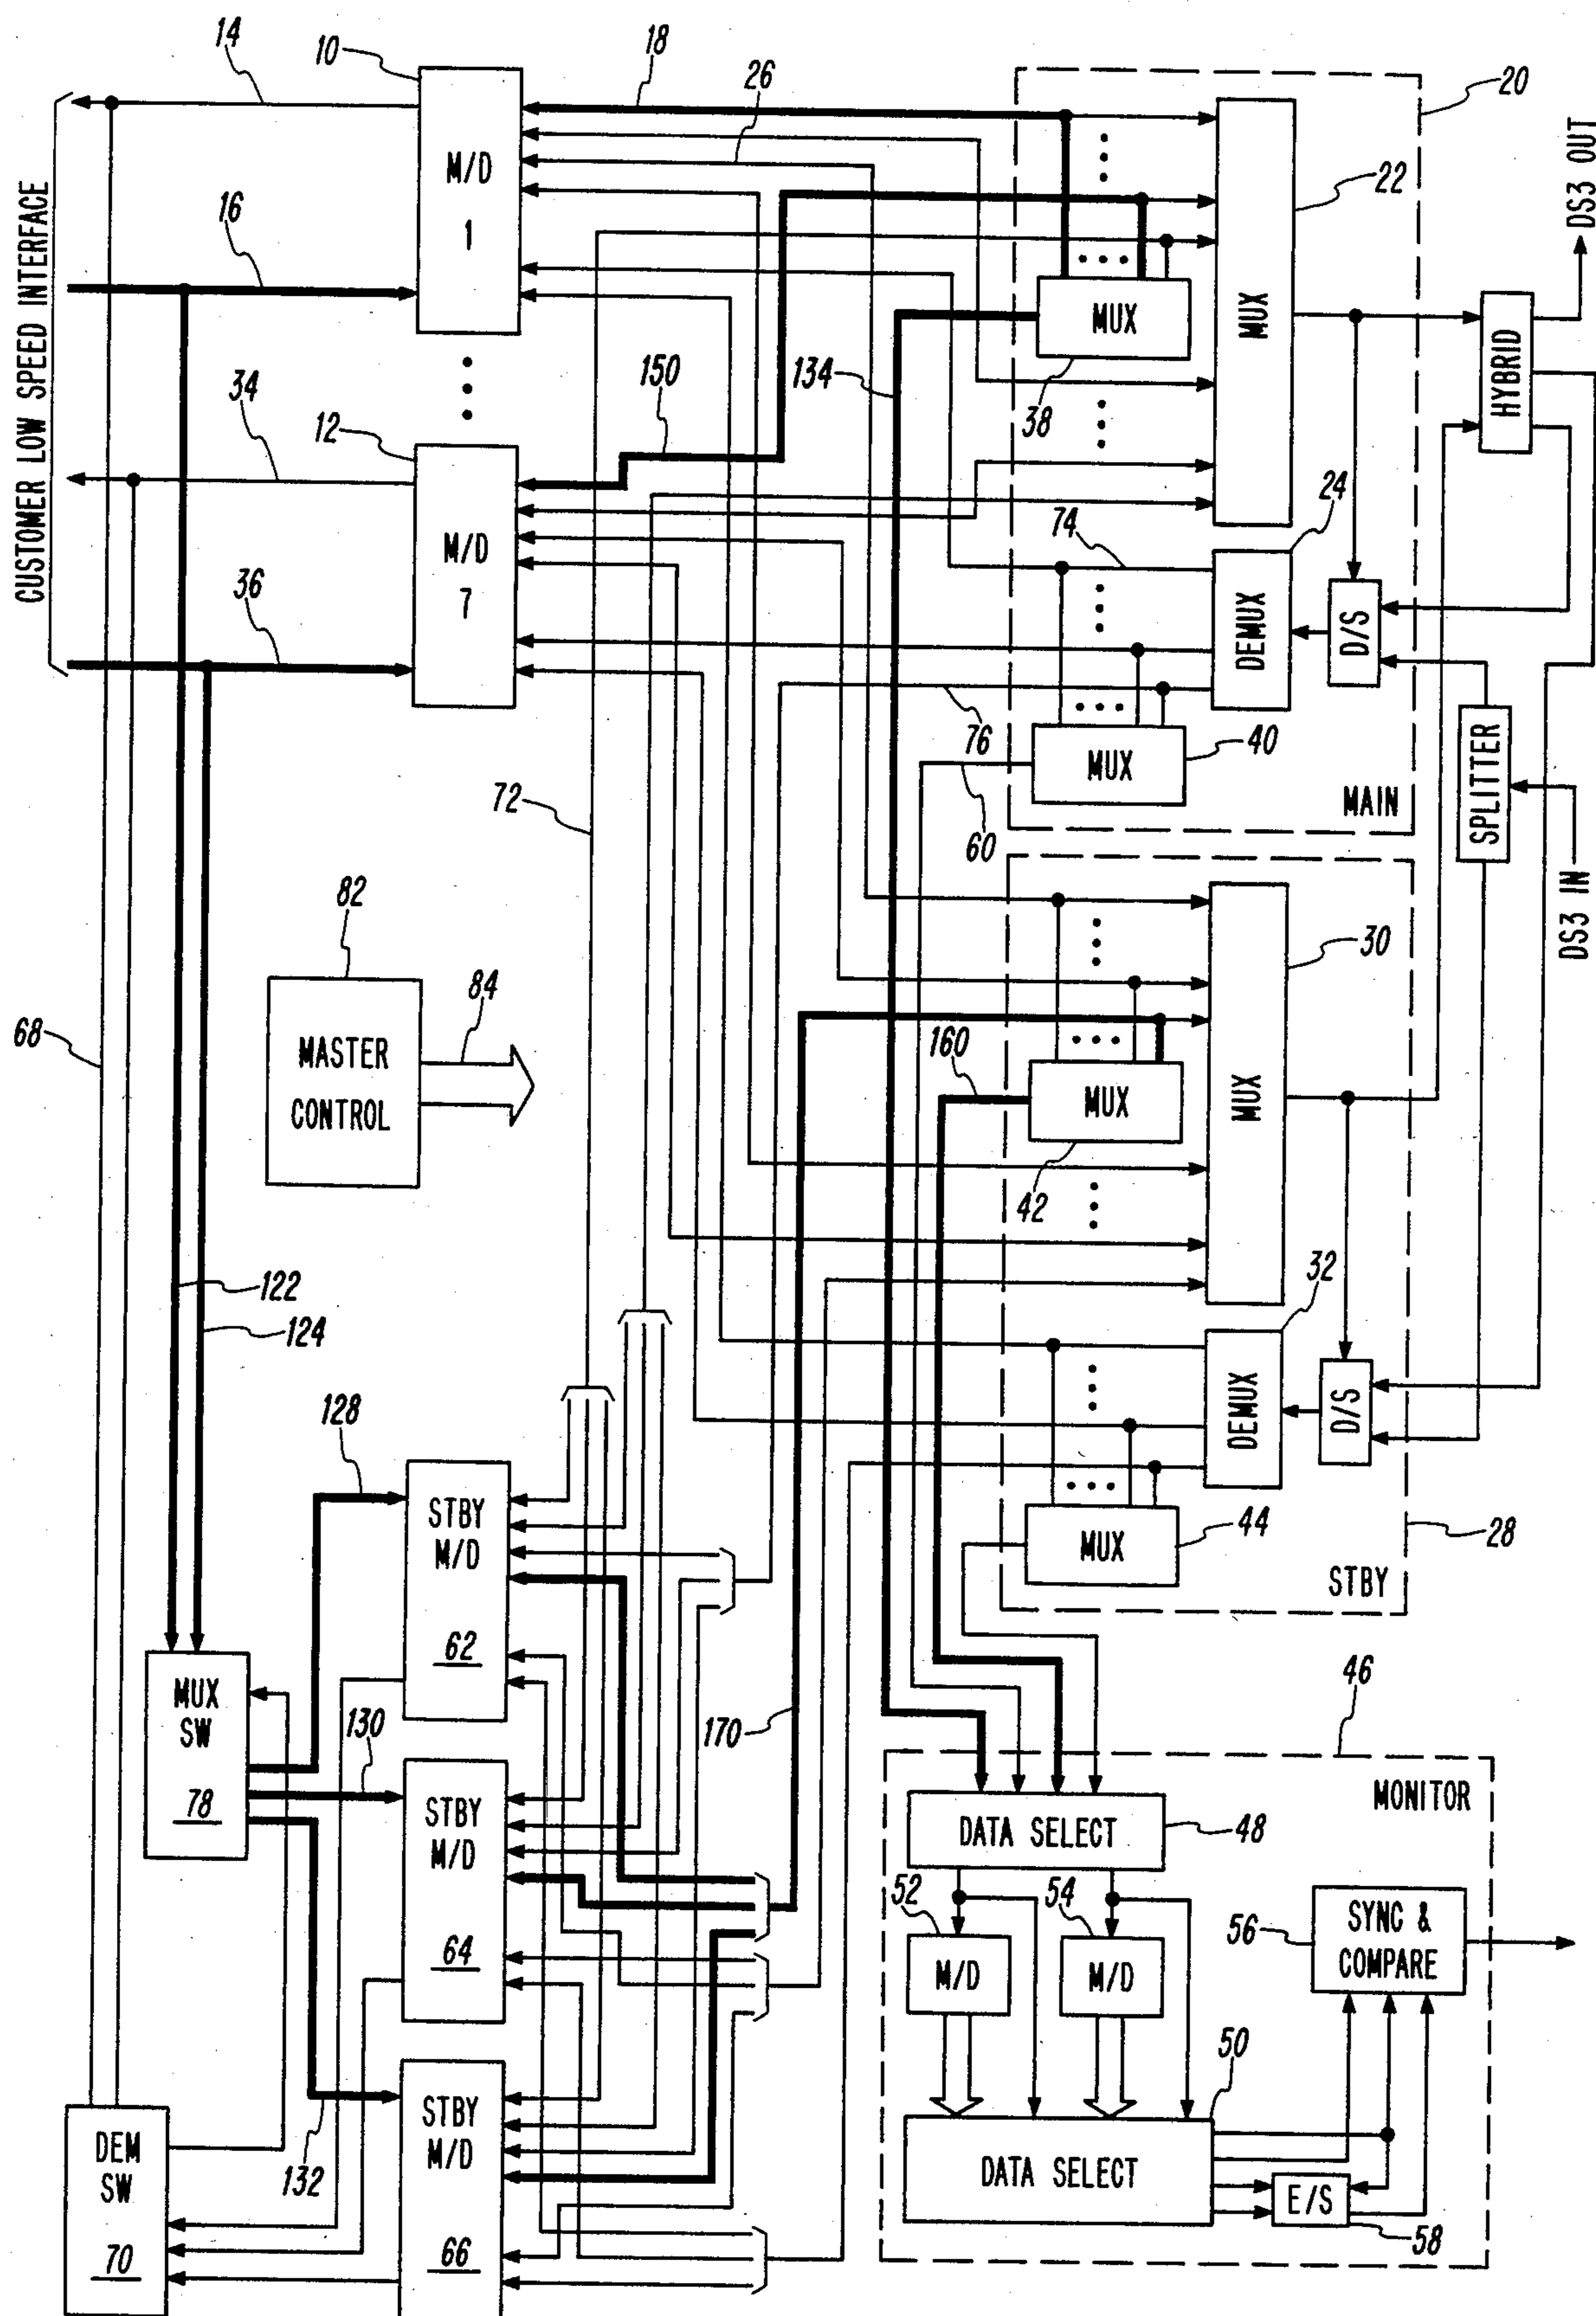 14
10
18
26
20
CUSTOMER LOW SPEED INTERFACE
16
M/D
1
22
DS3 OUT
MUX
MUX
HYBRID
134
38
150
34
12
24
M/D
7
74
36
DEMUX
D/S
76
MUX
40
SPLITTER
72
60
MAIN
DS3 IN
82
84
30
68
MASTER
CONTROL
160
MUX
MUX
42
122
124
32
128
DEMUX
D/S
STBY
M/D
62
MUX
44
28
STBY
MUX
SW
78
130
170
46
STBY
M/D
64
MONITOR
DATA SELECT
48
52
54
56
SYNC &
COMPARE
M/D
M/D
50
DEM
SW
70
132
STBY
M/D
66
DATA SELECT
E/S
58